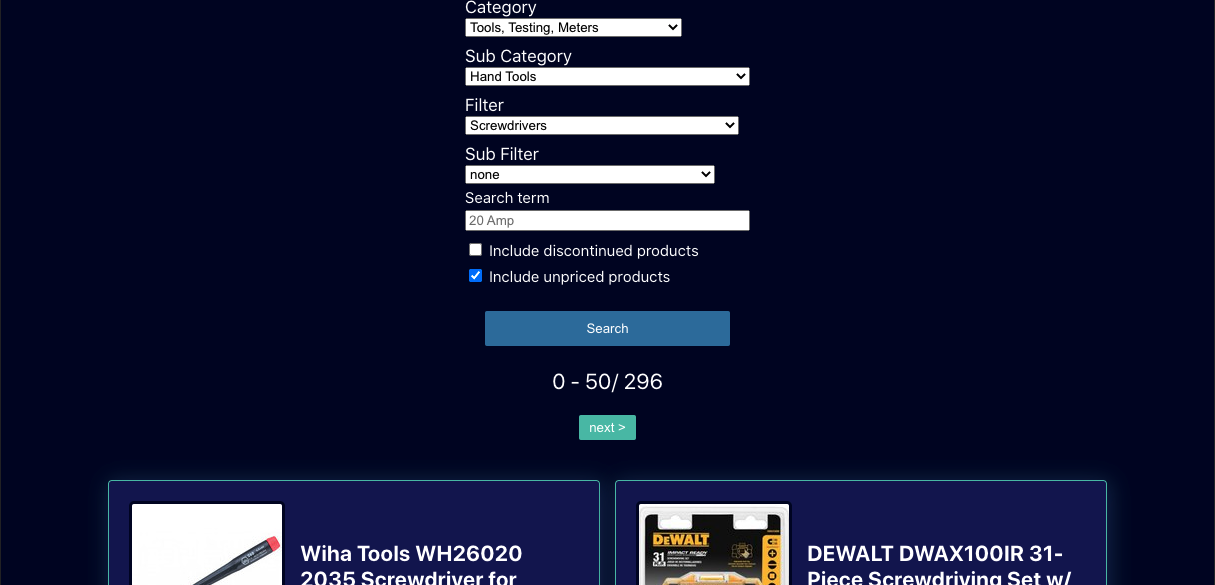 Category
Tools, Testing, Meters
Sub Category
Hand Tools
Filter
Screwdrivers
Sub Filter
none
Search term
20 Amp
Include discontinued products
Include unpriced products
Search
0 - 50/ 296
next >
Wiha Tools WH26020
2035 Screwdriver for
DEWALT
31
IMPACT READY
DEWALT DWAX100IR 31-
Piece Screwdriving Set w/